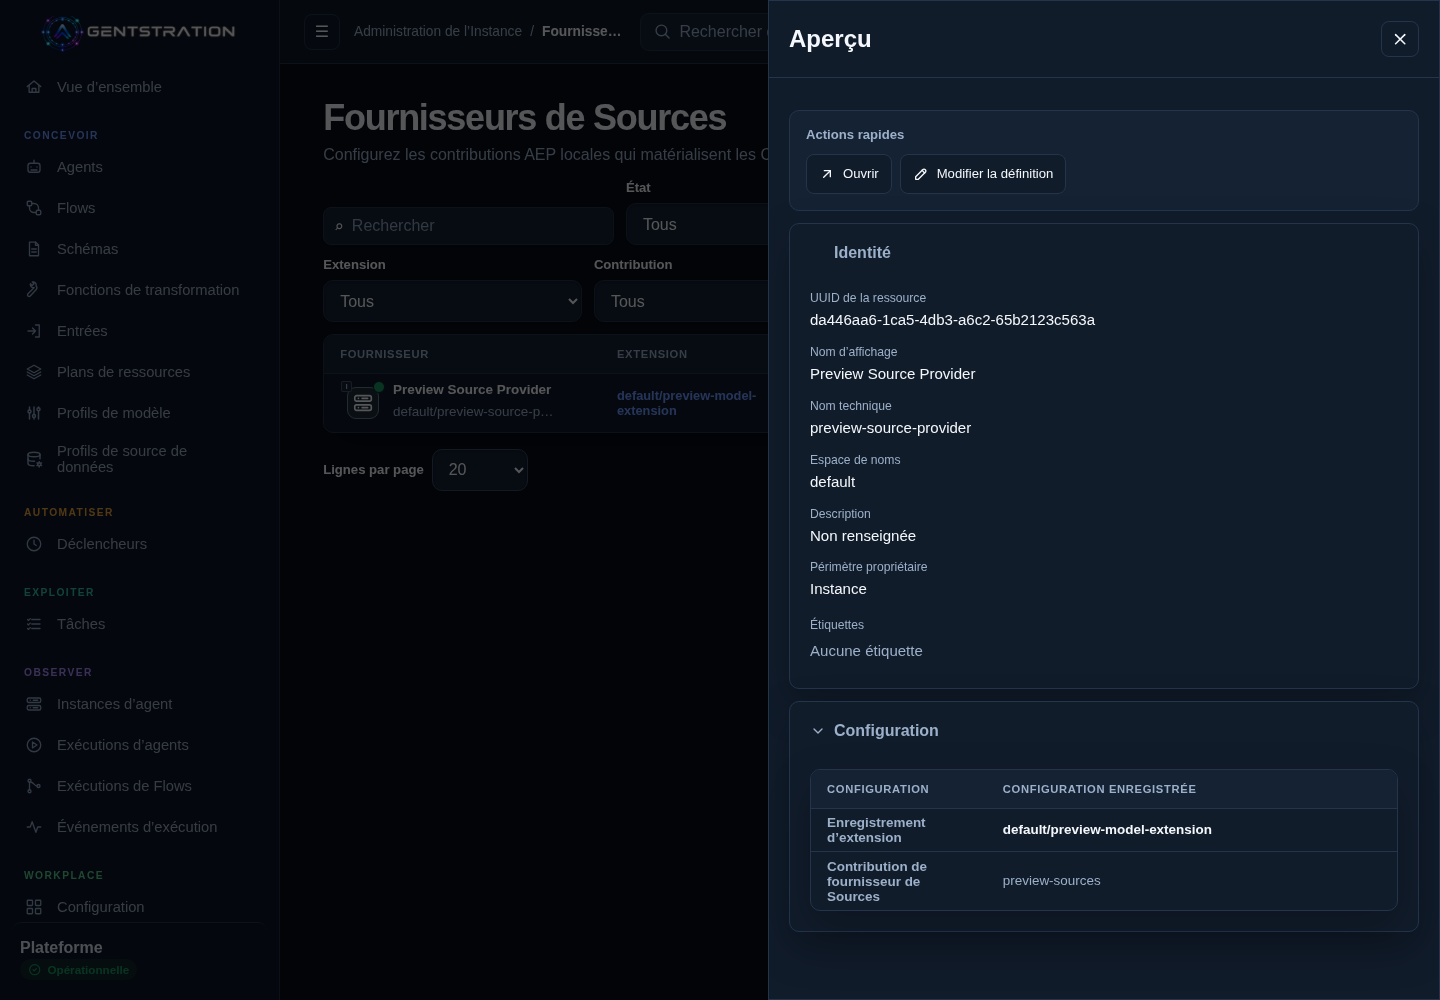 GENTSTRATION
Vue d’ensemble
CONCEVOIR
Agents
Flows
Schémas
Fonctions de transformation
Entrées
Plans de ressources
Profils de modèle
Profils de source de
données
AUTOMATISER
Déclencheurs
EXPLOITER
Tâches
OBSERVER
Instances d’agent
Exécutions d’agents
Exécutions de Flows
Événements d’exécution
WORKPLACE
Configuration
Plateforme
Opérationnelle
Administration de l’Instance / Fournisse…
Rechercher
Fournisseurs de Sources
Configurez les contributions AEP locales qui matérialisent les
État
Rechercher
Tous
Extension
Contribution
Tous
Tous
FOURNISSEUR
EXTENSION
Preview Source Provider
default/preview-source-p…
default/preview-model-
extension
Lignes par page
20
Aperçu
Actions rapides
Ouvrir
Modifier la définition
Identité
UUID de la ressource
da446aa6-1ca5-4db3-a6c2-65b2123c563a
Nom d’affichage
Preview Source Provider
Nom technique
preview-source-provider
Espace de noms
default
Description
Non renseignée
Périmètre propriétaire
Instance
Étiquettes
Aucune étiquette
Configuration
CONFIGURATION
CONFIGURATION ENREGISTRÉE
Enregistrement
d’extension
default/preview-model-extension
Contribution de
fournisseur de
Sources
preview-sources